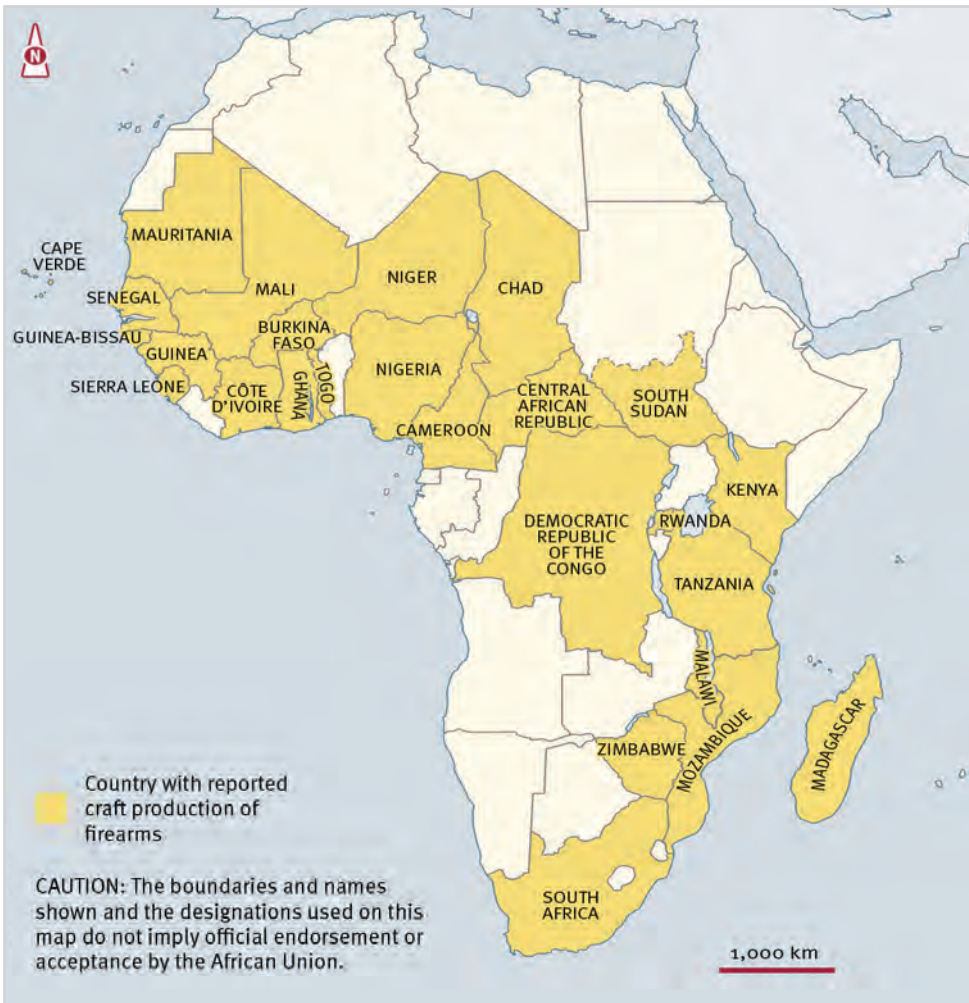 N
MAURITANIA
CAPE
VERDE
NIGER
MALI
CHAD
SENEGAL
BURKINA
FASO
GUINEA-BISSAU
GUINEA
NIGERIA
TOGO
GHANA
SIERRA LEONE
CÔTE
D'IVOIRE
CENTRAL
AFRICAN
REPUBLIC
SOUTH
SUDAN
CAMEROON
KENYA
DEMOCRATIC
REPUBLIC
OF THE
CONGO
RWANDA
TANZANIA
MALAWI
ZIMBABWE
MOZAMBIQUE
MADAGASCAR
SOUTH
AFRICA
Country with reported
craft production of
firearms
CAUTION: The boundaries and names
shown and the designations used on this
map do not imply official endorsement or
acceptance by the African Union.
1,000 km